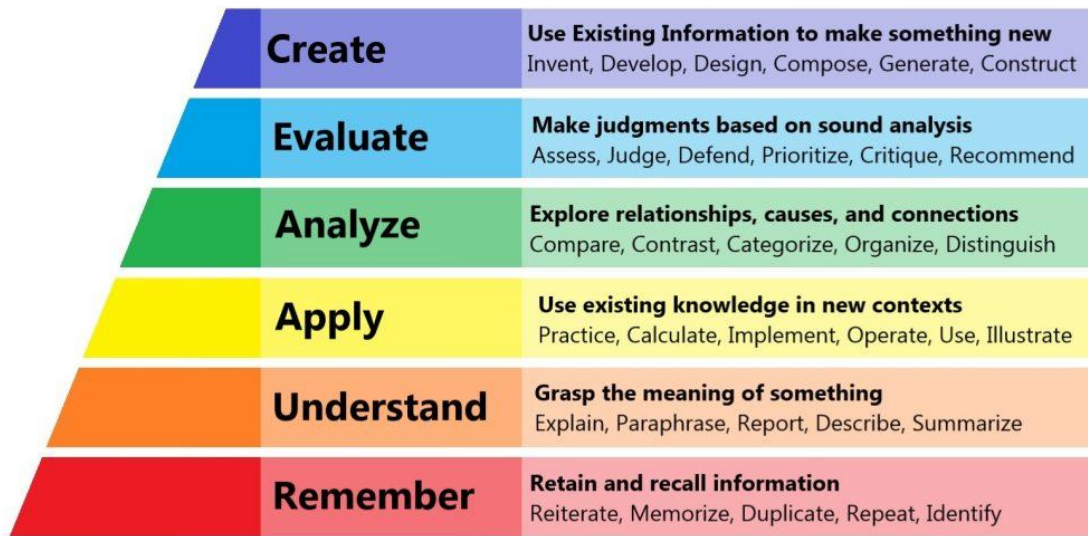 Create
Use Existing Information to make something new
Invent, Develop, Design, Compose, Generate, Construct
Evaluate
Make judgments based on sound analysis
Assess, Judge, Defend, Prioritize, Critique, Recommend
Analyze
Explore relationships, causes, and connections
Compare, Contrast, Categorize, Organize, Distinguish
Apply
Use existing knowledge in new contexts
Practice, Calculate, Implement, Operate, Use, Illustrate
Understand
Grasp the meaning of something
Explain, Paraphrase, Report, Describe, Summarize
Remember
Retain and recall information
Reiterate, Memorize, Duplicate, Repeat, Identify